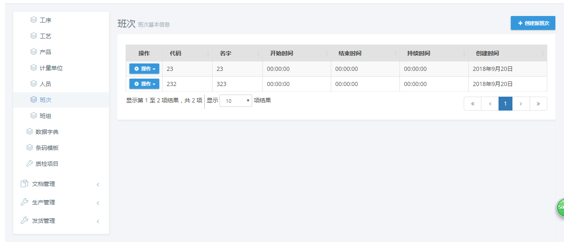 工序
工艺
产品
计量单位
人员
班次
班组
数据字典
条码模板
质检项目
文档管理
生产管理
发货管理
班次 班次基本信息
+ 创建新班次
操作 代码 名字 开始时间 结束时间 持续时间 创建时间
操作 23 23 00:00:00 00:00:00 00:00:00 2018年9月20日
操作 232 323 00:00:00 00:00:00 00:00:00 2018年9月20日
显示第 1 至 2 项结果，共 2 项 显示 10 项结果
« ‹ 1 › »